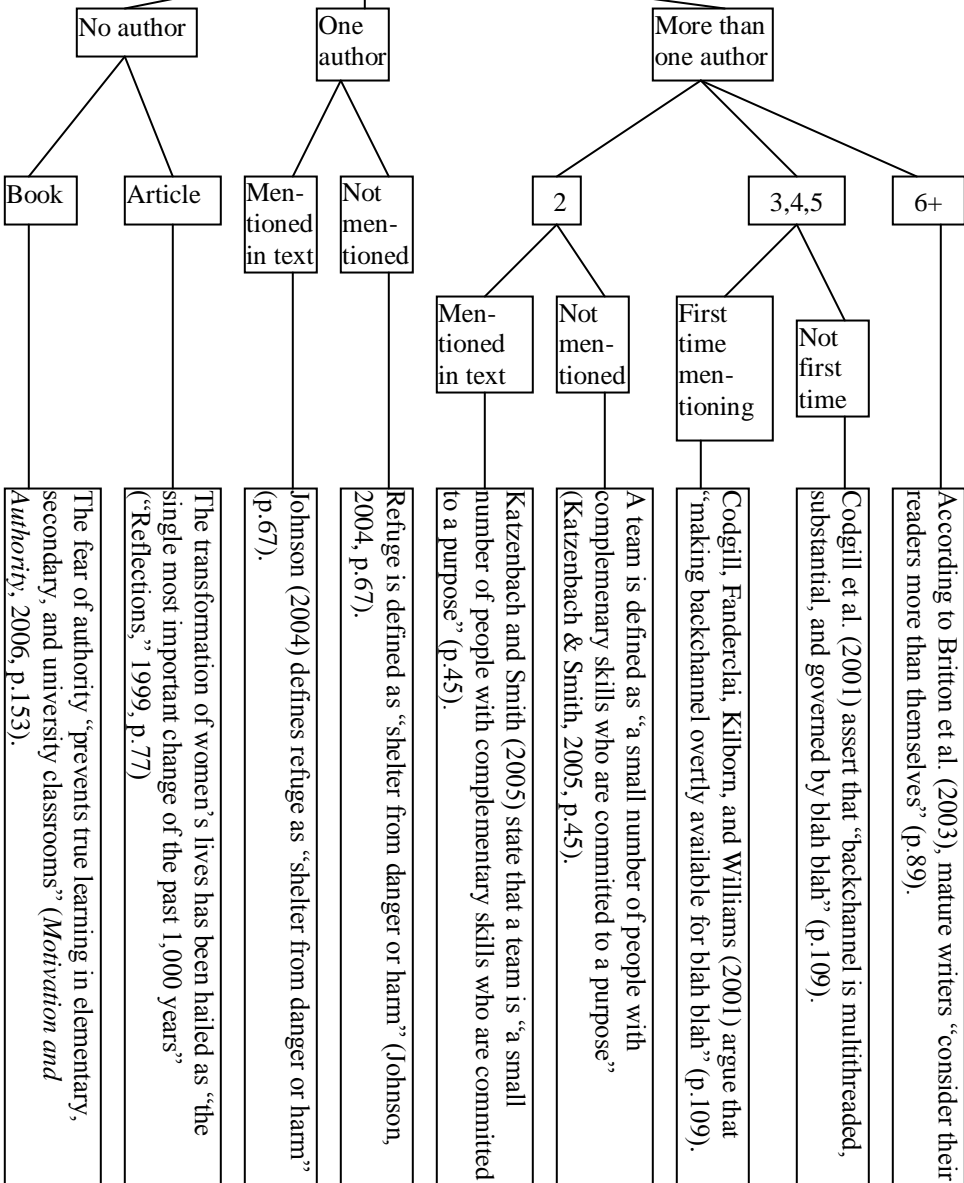 No author
One
author
More than
one author
Book
Article
Men-
tioned
in text
Not
men-
tioned
2
3,4,5
6+
Men-
tioned
in text
Not
men-
tioned
First
time
men-
tioning
Not
first
time
The fear of authority “prevents true learning in elementary,
secondary, and university classrooms” (Motivation and
Authority, 2006, p.153).
The transformation of women’s lives has been hailed as “the
single most important change of the past 1,000 years”
(“Reflections,” 1999, p.77)
Johnson (2004) defines refuge as “shelter from danger or harm”
(p.67).
Refuge is defined as “shelter from danger or harm” (Johnson,
2004, p.67).
Katzenbach and Smith (2005) state that a team is “a small
number of people with complementary skills who are committed
to a purpose” (p.45).
A team is defined as “a small number of people with
complemenary skills who are committed to a purpose”
(Katzenbach & Smith, 2005, p.45).
Codgill, Fanderclai, Kilborn, and Williams (2001) argue that
“making backchannel overtly available for blah blah” (p.109).
Codgill et al. (2001) assert that “backchannel is multithreaded,
substantial, and governed by blah blah” (p.109).
According to Britton et al. (2003), mature writers “consider their
readers more than themselves” (p.89).